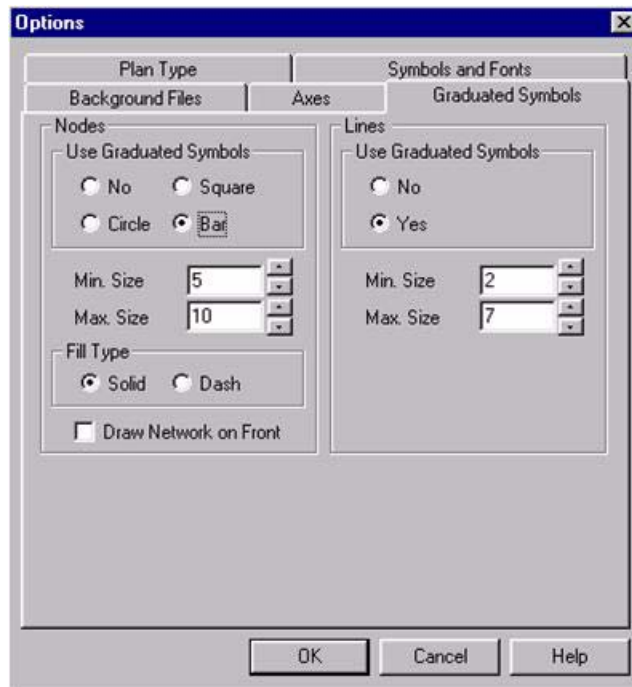 Options
Plan Type
Symbols and Fonts
Background Files
Axes
Graduated Symbols
Nodes
Use Graduated Symbols
No
Square
Circle
Bar
Min. Size
5
Max. Size
10
Fill Type
Solid
Dash
Draw Network on Front
Lines
Use Graduated Symbols
No
Yes
Min. Size
2
Max. Size
7
OK
Cancel
Help